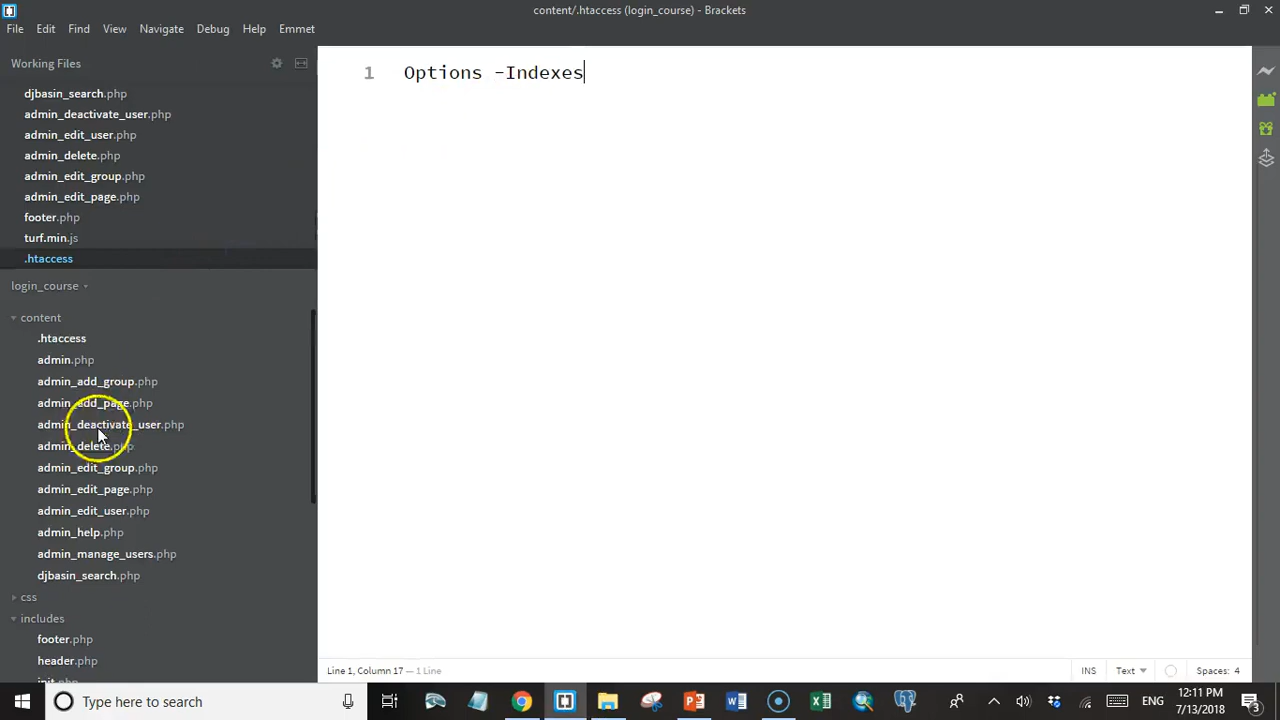 content/.htaccess (login_course) - Brackets
File Edit Find View Navigate Debug Help Emmet
Working Files
djbasin_search.php
admin_deactivate_user.php
admin_edit_user.php
admin_delete.php
admin_edit_group.php
admin_edit_page.php
footer.php
turf.min.js
.htaccess
login_course
content
.htaccess
admin.php
admin_add_group.php
admin_add_page.php
admin_deactivate_user.php
admin_delete.php
admin_edit_group.php
admin_edit_page.php
admin_edit_user.php
admin_help.php
admin_manage_users.php
djbasin_search.php
css
includes
footer.php
header.php
init.php
1 Options -Indexes
Line 1, Column 17 — 1 Line
INS Text Spaces: 4
Type here to search
ENG
12:11 PM
7/13/2018
3